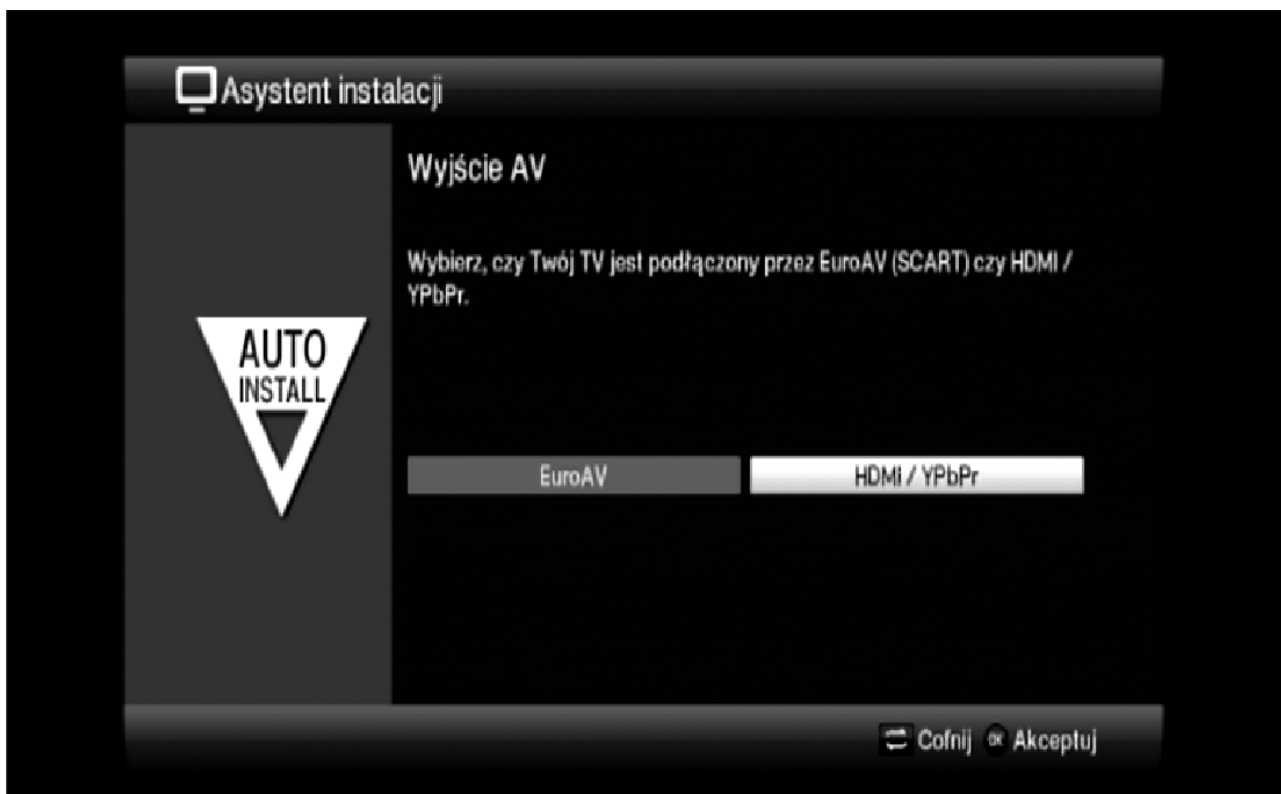 Asystent instalacji
Wyjście AV
Wybierz, czy Twój TV jest podłączony przez EuroAV (SCART) czy HDMI /
YPbPr.
AUTO
INSTALL
EuroAV
HDMi / YPbPr
Cofnij OK Akceptuj